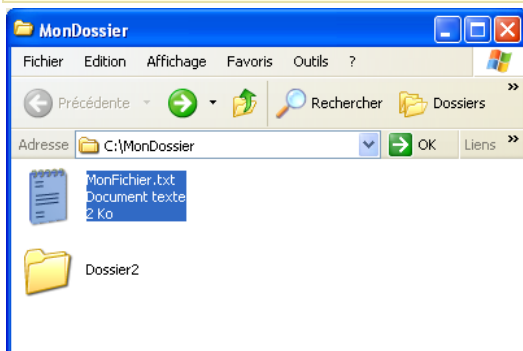 MonDossier
Fichier Edition Affichage Favoris Outils ?
Précédente Rechercher Dossiers »
Adresse C:\MonDossier OK Liens »
MonFichier.txt
Document texte
2 Ko
Dossier2